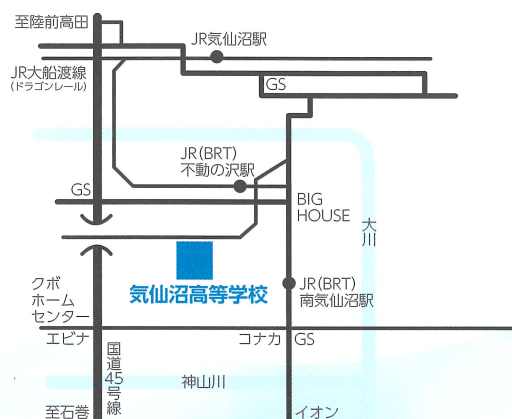 至陸前高田
JR気仙沼駅
JR大船渡線
(ドラゴンレール)
GS
JR(BRT)
不動の沢駅
GS
BIG
HOUSE
大川
気仙沼高等学校
JR(BRT)
南気仙沼駅
クボ
ホーム
センター
エビナ
コナカ
GS
国道45号線
神山川
至石巻
イオン